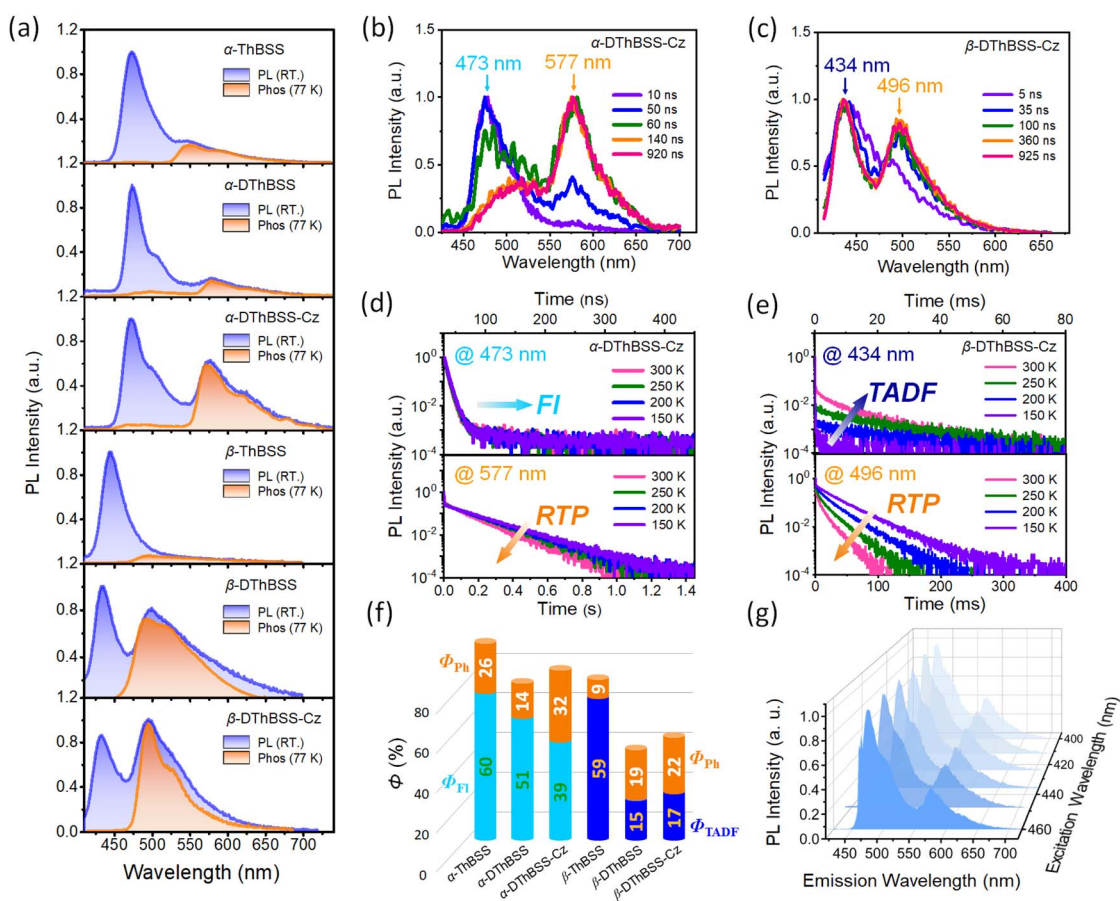 (a)
α-ThBSS
PL (RT.)
Phos (77 K)
α-DThBSS
PL (RT.)
Phos (77 K)
α-DThBSS-Cz
PL (RT.)
Phos (77 K)
β-ThBSS
PL (RT.)
Phos (77 K)
β-DThBSS
PL (RT.)
Phos (77 K)
β-DThBSS-Cz
PL (RT.)
Phos (77 K)
1.2
0.8
0.4
1.2
0.8
0.4
1.2
0.8
0.4
1.2
0.8
0.4
1.2
0.8
0.4
1.2
0.8
0.4
0.0
PL Intensity (a.u.)
450 500 550 600 650 700
Wavelength (nm)
(b)
α-DThBSS-Cz
473 nm
577 nm
10 ns
50 ns
60 ns
140 ns
920 ns
1.0
0.5
0.0
PL Intensity (a.u.)
450 500 550 600 650 700
Wavelength (nm)
(c)
β-DThBSS-Cz
434 nm
496 nm
5 ns
35 ns
100 ns
360 ns
925 ns
1.0
0.75
0.5
0.25
0.0
PL Intensity (a.u.)
450 500 550 600 650
Wavelength (nm)
(d)
Time (ns)
0 100 200 300 400
@ 473 nm
α-DThBSS-Cz
300 K
250 K
200 K
150 K
Fl
10⁰
10⁻²
10⁻⁴
@ 577 nm
300 K
250 K
200 K
150 K
RTP
10⁰
10⁻²
10⁻⁴
PL Intensity (a.u.)
0.0 0.2 0.4 0.6 0.8 1.0 1.2 1.4
Time (s)
(e)
Time (ms)
0 20 40 60 80
@ 434 nm
β-DThBSS-Cz
300 K
250 K
200 K
150 K
TADF
10⁰
10⁻²
10⁻⁴
@ 496 nm
300 K
250 K
200 K
150 K
RTP
10⁰
10⁻²
10⁻⁴
PL Intensity (a.u.)
0 100 200 300 400
Time (ms)
(f)
Φ (%)
80
60
40
20
0
Φ_Ph
Φ_Fl
26
60
14
51
32
39
9
59
19
15
22
17
Φ_Ph
Φ_TADF
α-ThBSS
α-DThBSS
α-DThBSS-Cz
β-ThBSS
β-DThBSS
β-DThBSS-Cz
(g)
PL Intensity (a. u.)
1.0
0.8
0.6
0.4
0.2
0.0
450 500 550 600 650 700
Emission Wavelength (nm)
400
420
440
460
Excitation Wavelength (nm)